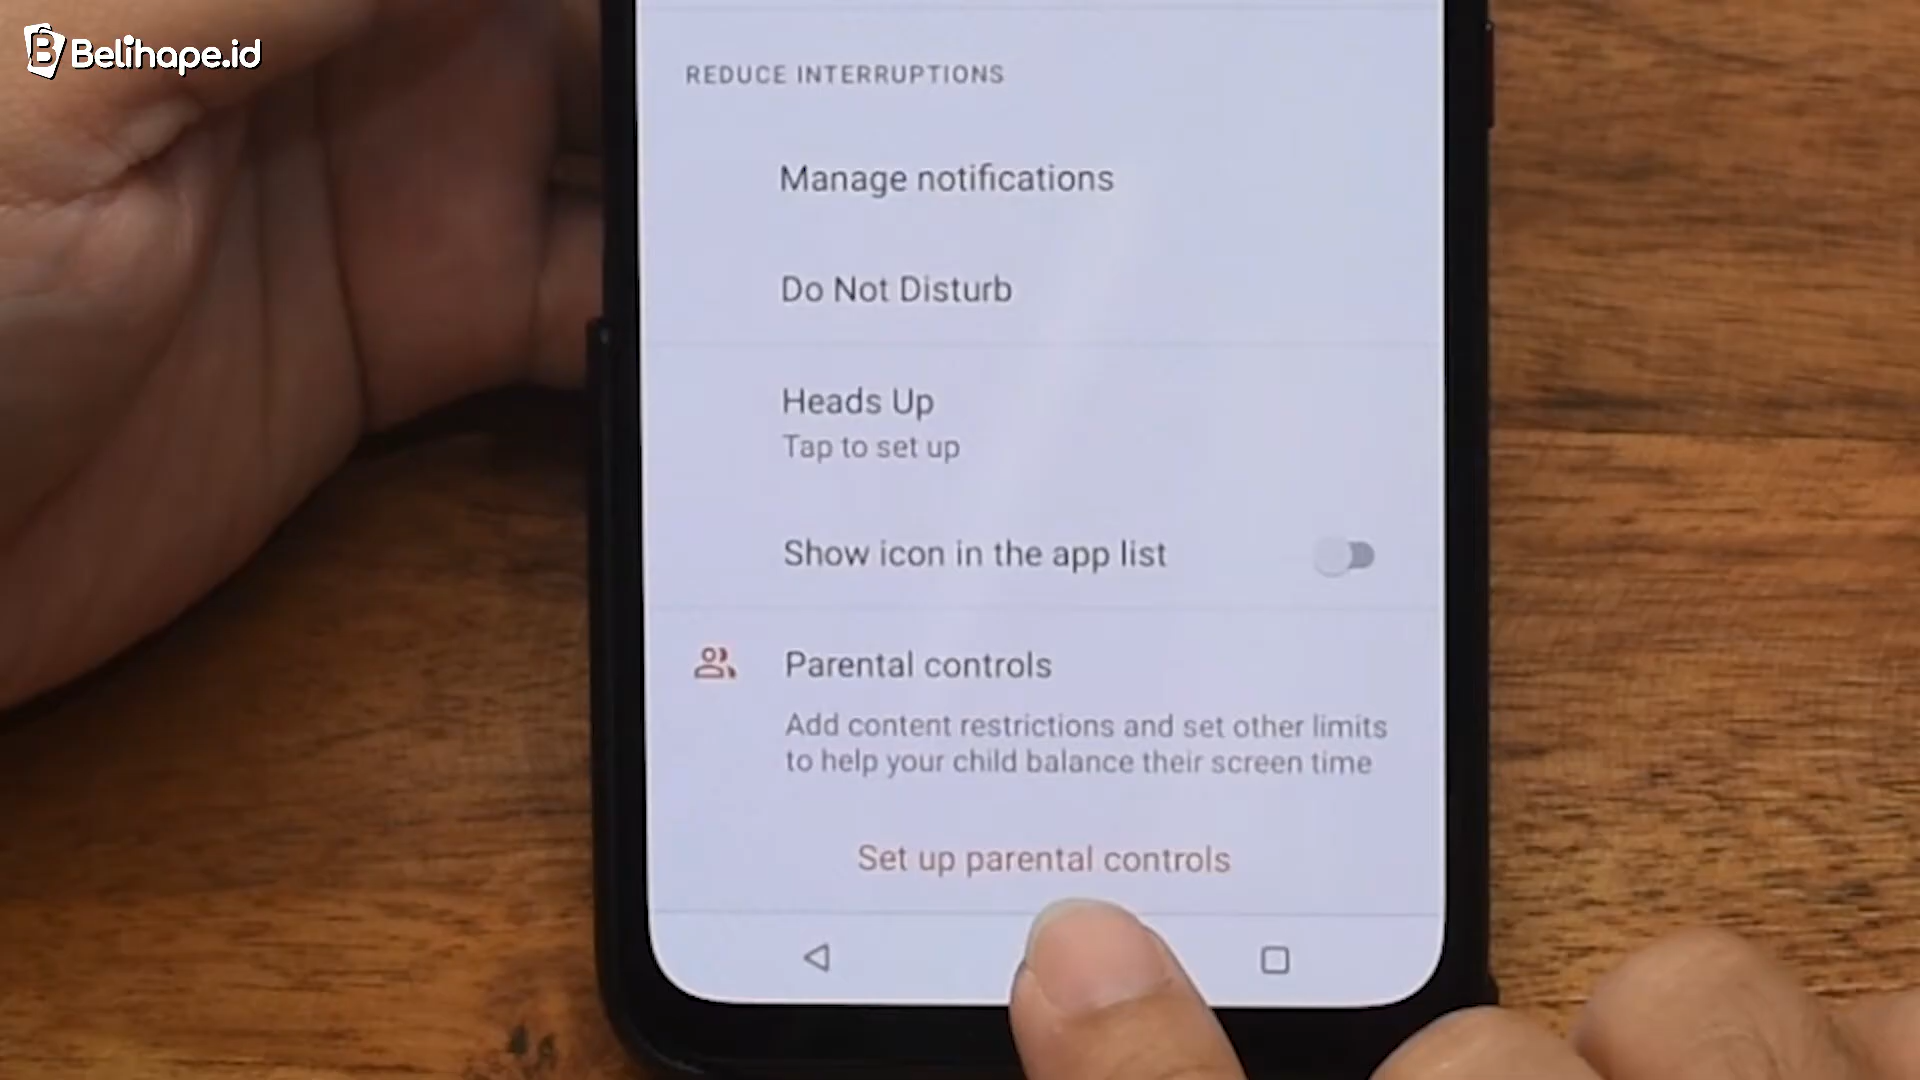 Belihape.id
REDUCE INTERRUPTIONS
Manage notifications
Do Not Disturb
Heads Up
Tap to set up
Show icon in the app list
Parental controls
Add content restrictions and set other limits
to help your child balance their screen time
Set up parental controls